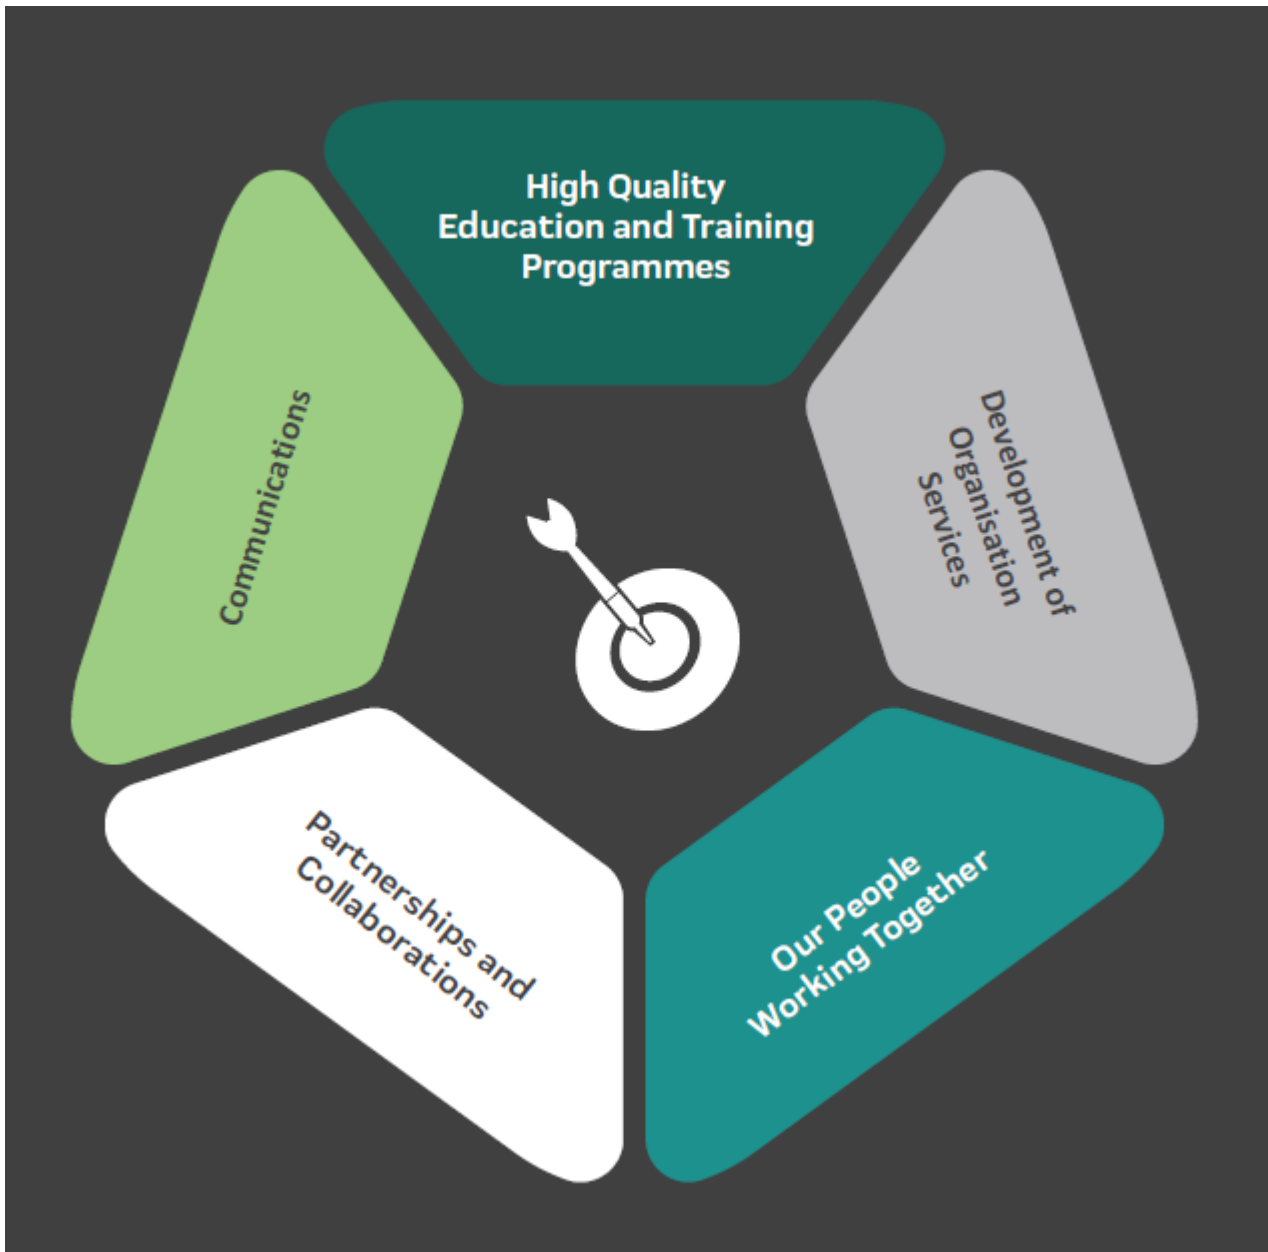 High Quality
Education and Training
Programmes
Development of
Organisation
Services
Our People
Working Together
Partnerships and
Collaborations
Communications